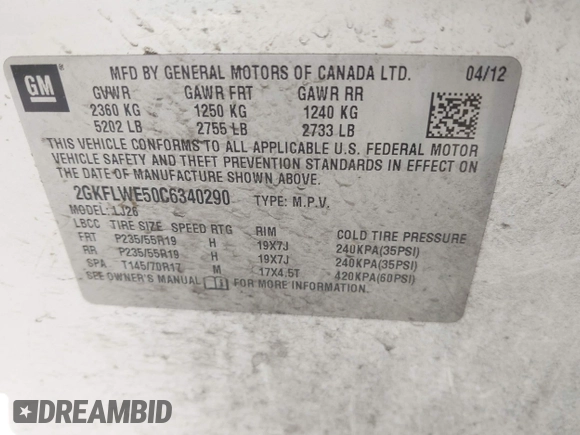 GM
MFD BY GENERAL MOTORS OF CANADA LTD. 04/12
GVWR GAWR FRT GAWR RR
2360 KG 1250 KG 1240 KG
5202 LB 2755 LB 2733 LB
THIS VEHICLE CONFORMS TO ALL APPLICABLE U.S. FEDERAL MOTOR
VEHICLE SAFETY AND THEFT PREVENTION STANDARDS IN EFFECT ON
THE DATE OF MANUFACTURE SHOWN ABOVE.
2GKFLWE50C6340290 TYPE: M.P.V.
MODEL: LJ26
LBCC TIRE SIZE SPEED RTG RIM COLD TIRE PRESSURE
FRT P235/55R19 H 19X7J 240KPA(35PSI)
RR P235/55R19 H 19X7J 240KPA(35PSI)
SPA T145/70R17 M 17X4.5T 420KPA(60PSI)
SEE OWNER'S MANUAL FOR MORE INFORMATION.
DREAMBID